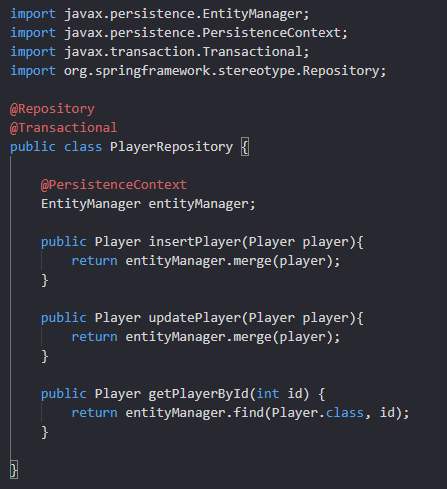 import javax.persistence.EntityManager;
import javax.persistence.PersistenceContext;
import javax.transaction.Transactional;
import org.springframework.stereotype.Repository;

@Repository
@Transactional
public class PlayerRepository {

    @PersistenceContext
    EntityManager entityManager;

    public Player insertPlayer(Player player){
        return entityManager.merge(player);
    }

    public Player updatePlayer(Player player){
        return entityManager.merge(player);
    }

    public Player getPlayerById(int id) {
        return entityManager.find(Player.class, id);
    }

}